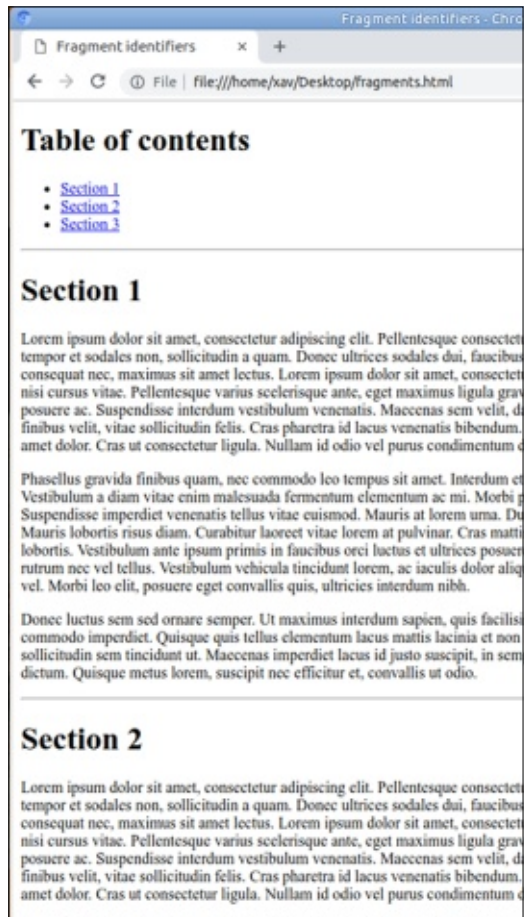 Fragment identifiers - Chro
Fragment identifiers × +
File | file:///home/xav/Desktop/fragments.html
Table of contents
Section 1
Section 2
Section 3
Section 1
Lorem ipsum dolor sit amet, consectetur adipiscing elit. Pellentesque consectet
tempor et sodales non, sollicitudin a quam. Donec ultrices sodales dui, faucibus
consequat nec, maximus sit amet lectus. Lorem ipsum dolor sit amet, consectet
nisi cursus vitae. Pellentesque varius scelerisque ante, eget maximus ligula grav
posuere ac. Suspendisse interdum vestibulum venenatis. Maecenas sem velit, d
finibus velit, vitae sollicitudin felis. Cras pharetra id lacus venenatis bibendum.
amet dolor. Cras ut consectetur ligula. Nullam id odio vel purus condimentum
Phasellus gravida finibus quam, nec commodo leo tempus sit amet. Interdum et
Vestibulum a diam vitae enim malesuada fermentum elementum ac mi. Morbi p
Suspendisse imperdiet venenatis tellus vitae euismod. Mauris at lorem urna. Du
Mauris lobortis risus diam. Curabitur laoreet vitae lorem at pulvinar. Cras matti
lobortis. Vestibulum ante ipsum primis in faucibus orci luctus et ultrices posuer
rutrum nec vel tellus. Vestibulum vehicula tincidunt lorem, ac iaculis dolor aliq
vel. Morbi leo elit, posuere eget convallis quis, ultricies interdum nibh.
Donec luctus sem sed ornare semper. Ut maximus interdum sapien, quis facilisi
commodo imperdiet. Quisque quis tellus elementum lacus mattis lacinia et non
sollicitudin sem tincidunt ut. Maecenas imperdiet lacus id justo suscipit, in sem
dictum. Quisque metus lorem, suscipit nec efficitur et, convallis ut odio.
Section 2
Lorem ipsum dolor sit amet, consectetur adipiscing elit. Pellentesque consectet
tempor et sodales non, sollicitudin a quam. Donec ultrices sodales dui, faucibus
consequat nec, maximus sit amet lectus. Lorem ipsum dolor sit amet, consectet
nisi cursus vitae. Pellentesque varius scelerisque ante, eget maximus ligula grav
posuere ac. Suspendisse interdum vestibulum venenatis. Maecenas sem velit, d
finibus velit, vitae sollicitudin felis. Cras pharetra id lacus venenatis bibendum.
amet dolor. Cras ut consectetur ligula. Nullam id odio vel purus condimentum